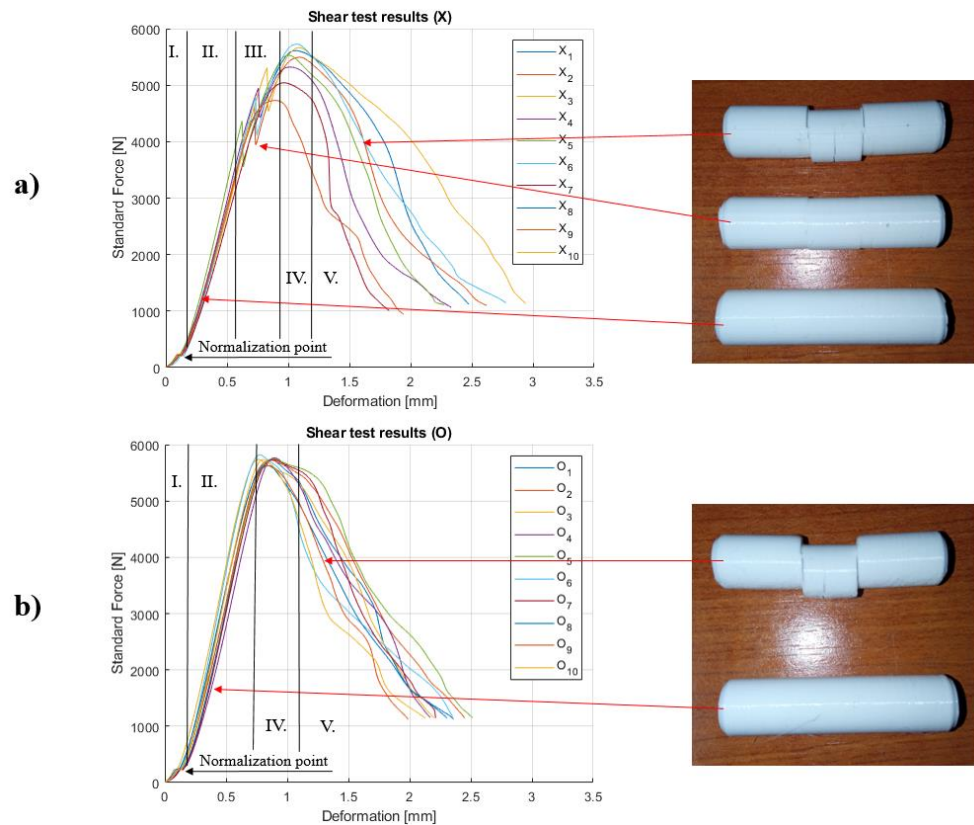 Shear test results (X)
6000
5000
4000
3000
2000
1000
0
Standard Force [N]
I.
II.
III.
IV.
V.
Normalization point
X1
X2
X3
X4
X5
X6
X7
X8
X9
X10
0
0.5
1
1.5
2
2.5
3
3.5
Deformation [mm]
a)
Shear test results (O)
6000
5000
4000
3000
2000
1000
0
Standard Force [N]
I.
II.
IV.
V.
Normalization point
O1
O2
O3
O4
O5
O6
O7
O8
O9
O10
0
0.5
1
1.5
2
2.5
3
3.5
Deformation [mm]
b)